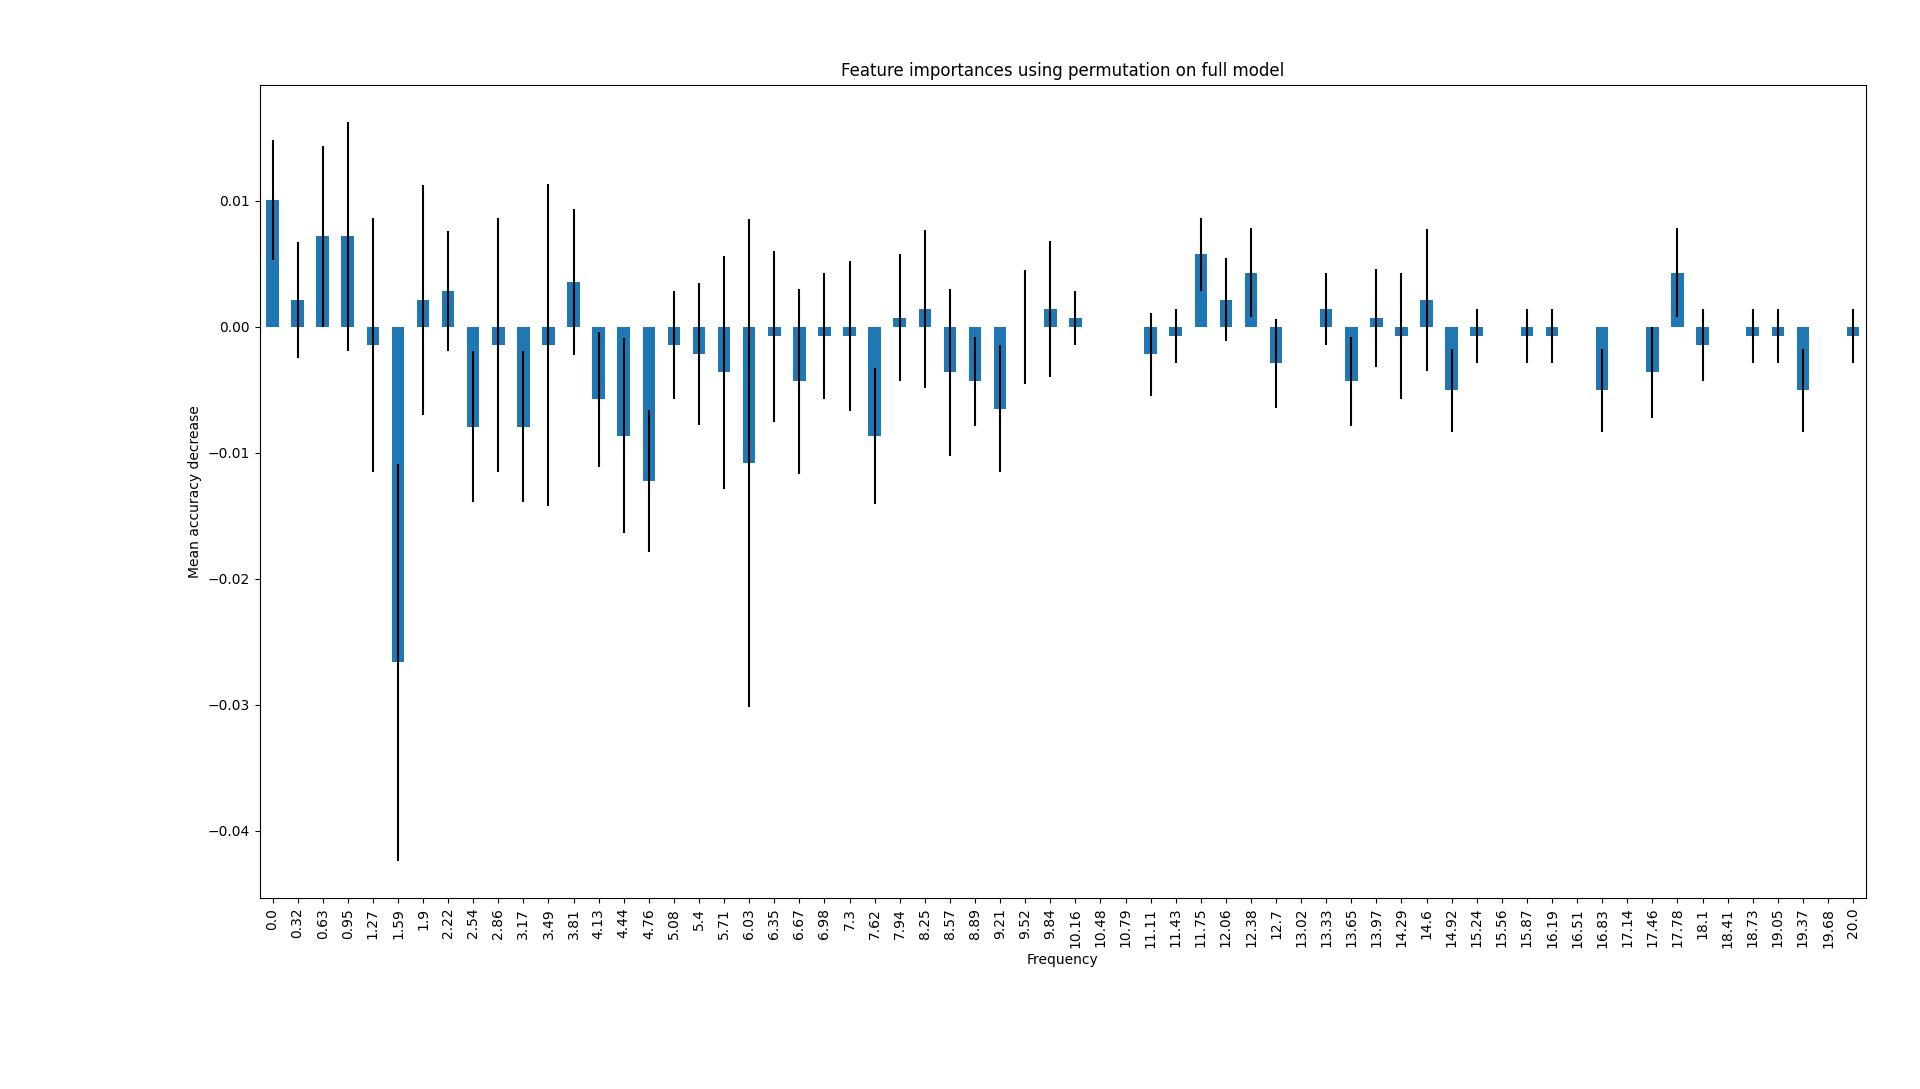 Feature importances using permutation on full model
0.01
0.00
−0.01
−0.02
−0.03
−0.04
Mean accuracy decrease
0.0 0.32 0.63 0.95 1.27 1.59 1.9 2.22 2.54 2.86 3.17 3.49 3.81 4.13 4.44 4.76 5.08 5.4 5.71 6.03 6.35 6.67 6.98 7.3 7.62 7.94 8.25 8.57 8.89 9.21 9.52 9.84 10.16 10.48 10.79 11.11 11.43 11.75 12.06 12.38 12.7 13.02 13.33 13.65 13.97 14.29 14.6 14.92 15.24 15.56 15.87 16.19 16.51 16.83 17.14 17.46 17.78 18.1 18.41 18.73 19.05 19.37 19.68 20.0
Frequency